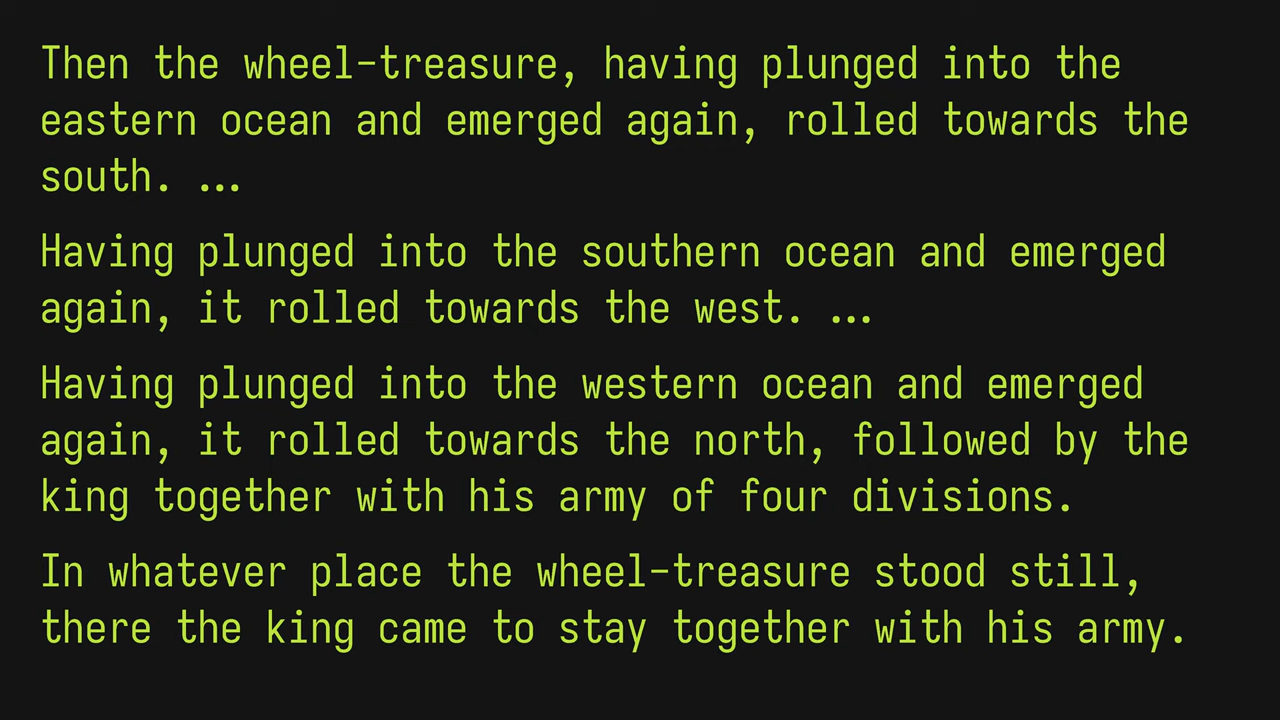 Then the wheel-treasure, having plunged into the
eastern ocean and emerged again, rolled towards the
south. ...
Having plunged into the southern ocean and emerged
again, it rolled towards the west. ...
Having plunged into the western ocean and emerged
again, it rolled towards the north, followed by the
king together with his army of four divisions.
In whatever place the wheel-treasure stood still,
there the king came to stay together with his army.